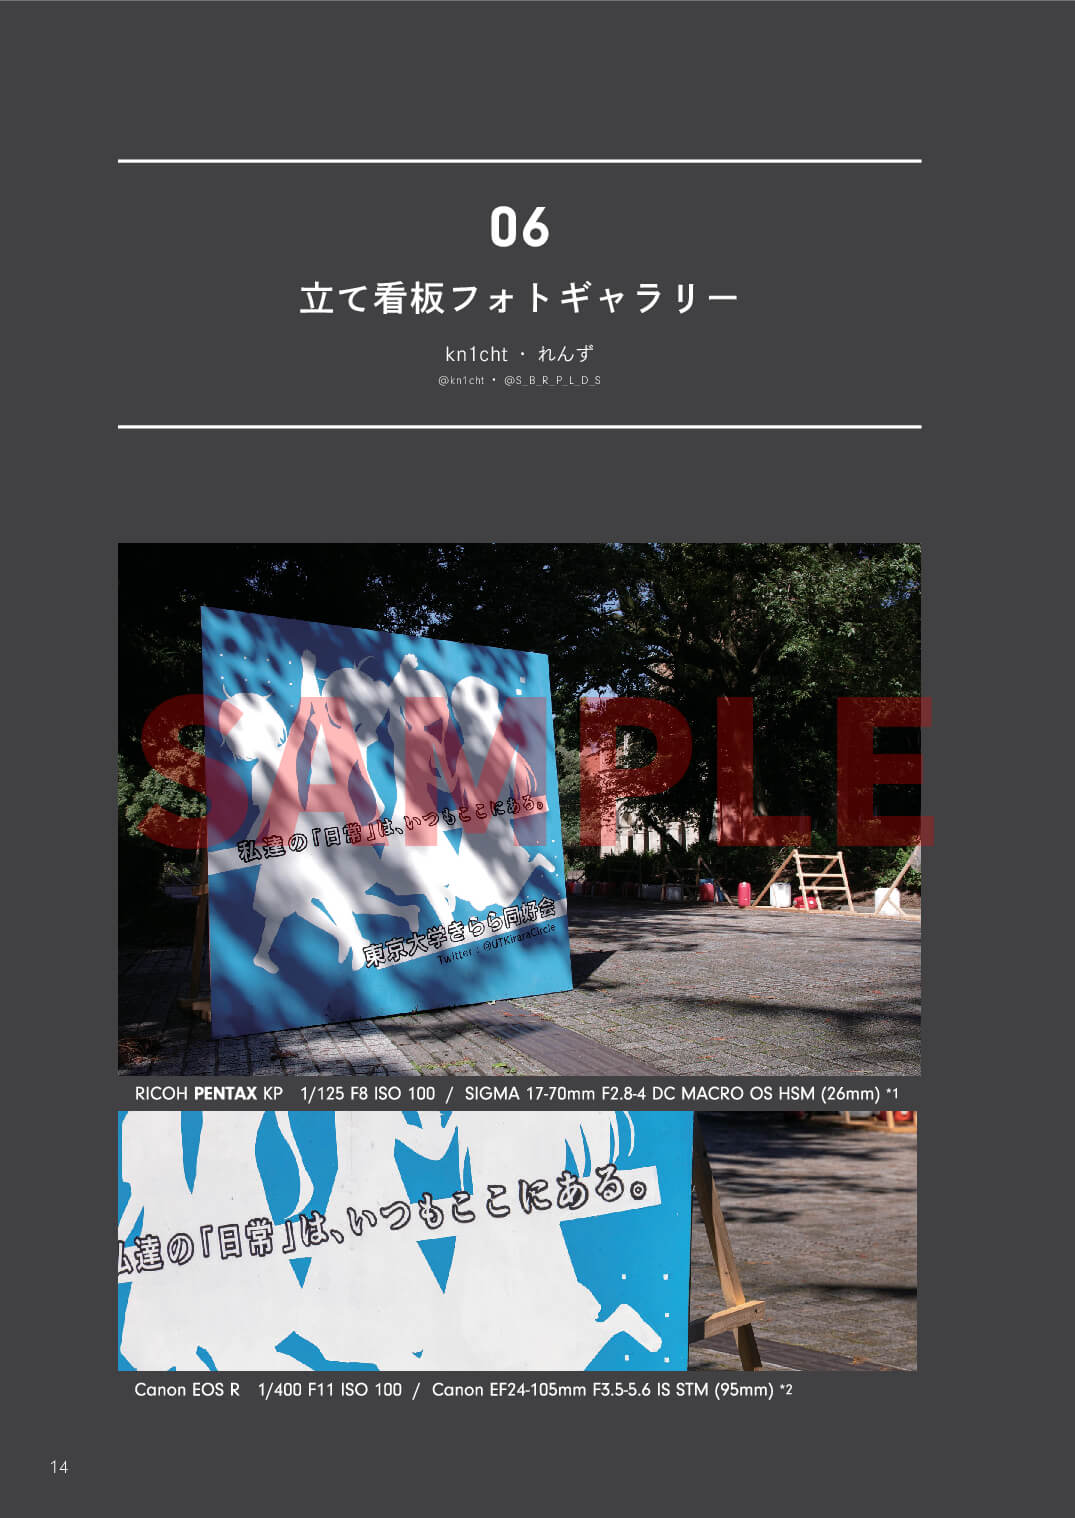 06
立て看板フォトギャラリー
kn1cht ・ れんず
@kn1cht ・ @S_B_R_P_L_D_S
SAMPLE
私達の「日常」は、いつもここにある。
東京大学きらら同好会
Twitter : @UTKiraraCircle
RICOH PENTAX KP 1/125 F8 ISO 100 / SIGMA 17-70mm F2.8-4 DC MACRO OS HSM (26mm) *1
私達の「日常」は、いつもここにある。
Canon EOS R 1/400 F11 ISO 100 / Canon EF24-105mm F3.5-5.6 IS STM (95mm) *2
14